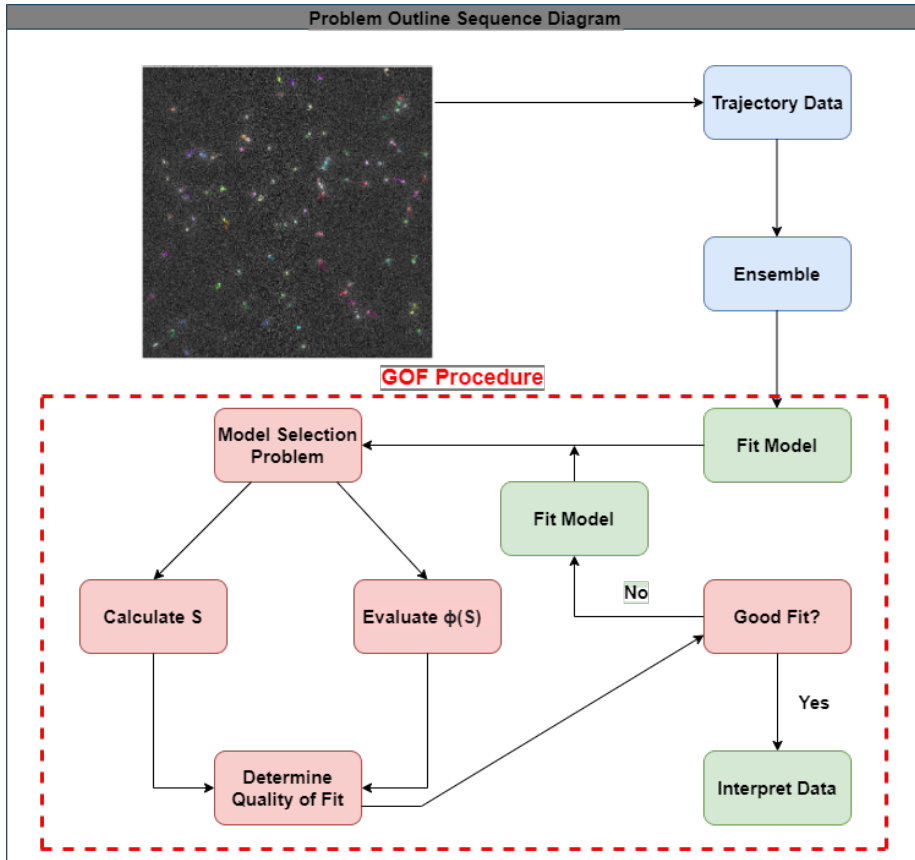 Problem Outline Sequence Diagram
Trajectory Data
Ensemble
GOF Procedure
Model Selection
Problem
Fit Model
Fit Model
Calculate S
Evaluate ϕ(S)
No
Good Fit?
Yes
Determine
Quality of Fit
Interpret Data